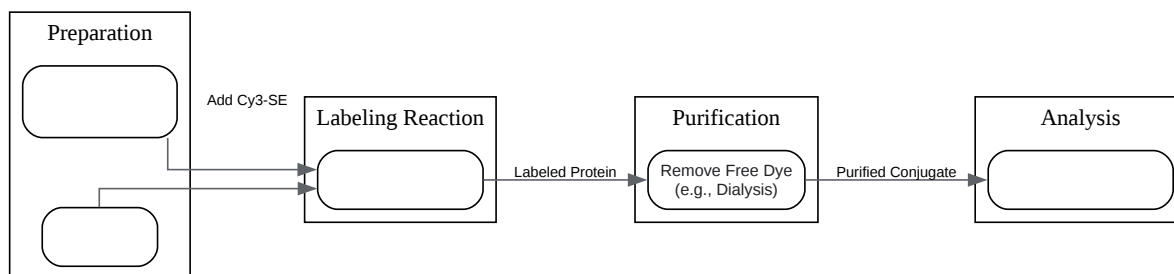 Preparation
Add Cy3-SE
Labeling Reaction
Labeled Protein
Purification
Remove Free Dye
(e.g., Dialysis)
Purified Conjugate
Analysis